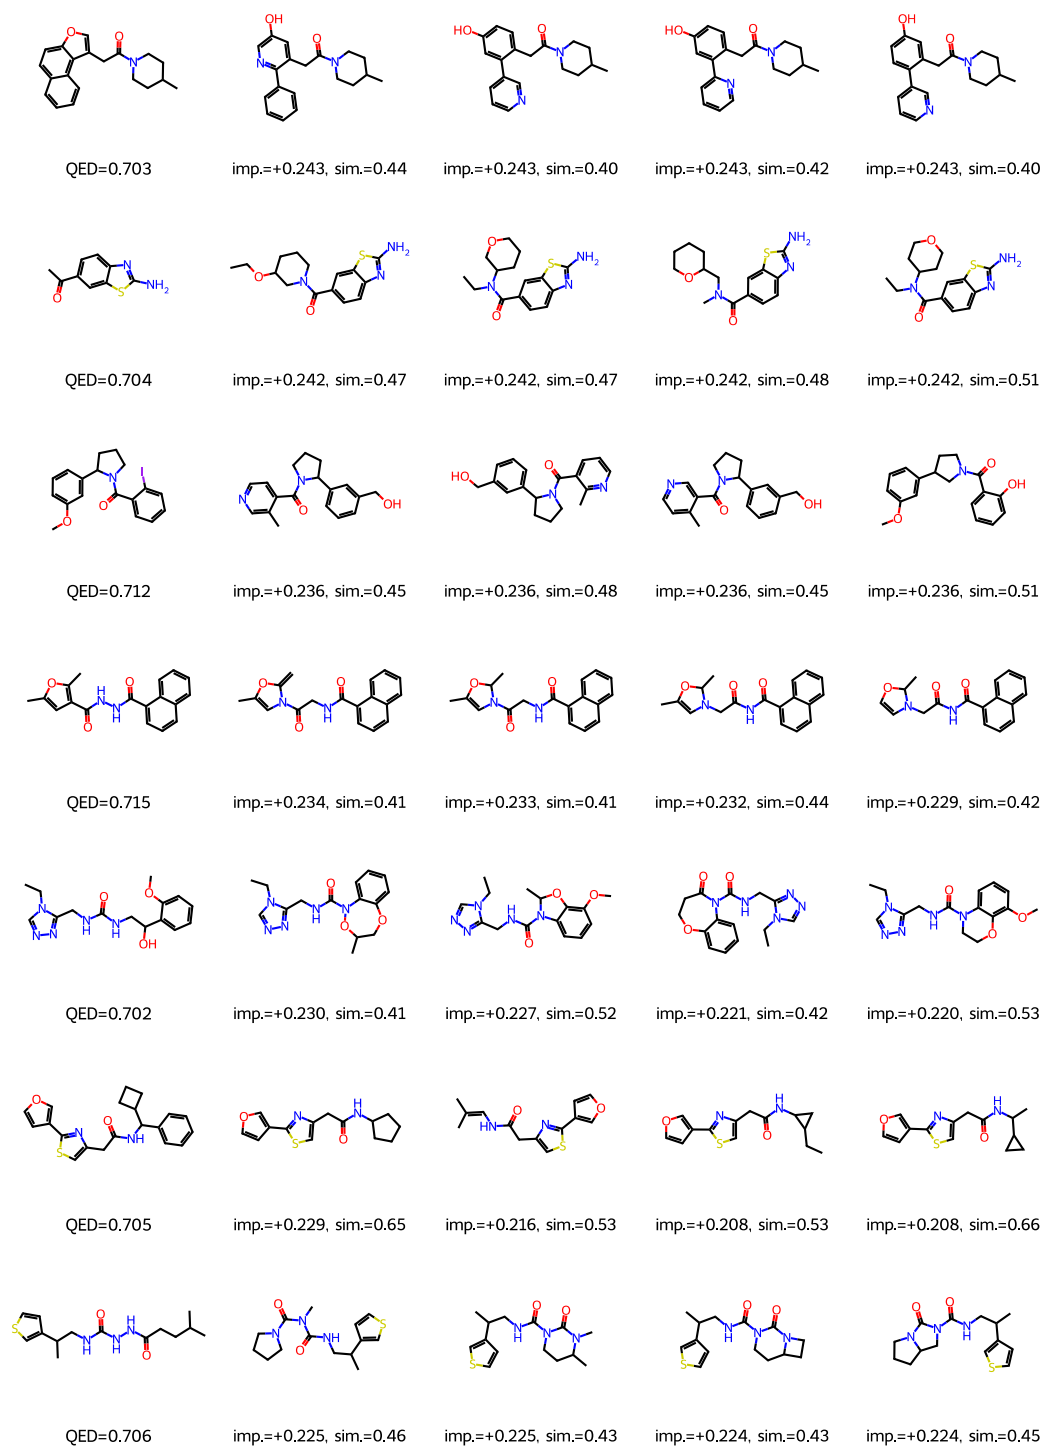 QED=0.703 imp.=+0.243, sim.=0.44 imp.=+0.243, sim.=0.40 imp.=+0.243, sim.=0.42 imp.=+0.243, sim.=0.40
QED=0.704 imp.=+0.242, sim.=0.47 imp.=+0.242, sim.=0.47 imp.=+0.242, sim.=0.48 imp.=+0.242, sim.=0.51
QED=0.712 imp.=+0.236, sim.=0.45 imp.=+0.236, sim.=0.48 imp.=+0.236, sim.=0.45 imp.=+0.236, sim.=0.51
QED=0.715 imp.=+0.234, sim.=0.41 imp.=+0.233, sim.=0.41 imp.=+0.232, sim.=0.44 imp.=+0.229, sim.=0.42
QED=0.702 imp.=+0.230, sim.=0.41 imp.=+0.227, sim.=0.52 imp.=+0.221, sim.=0.42 imp.=+0.220, sim.=0.53
QED=0.705 imp.=+0.229, sim.=0.65 imp.=+0.216, sim.=0.53 imp.=+0.208, sim.=0.53 imp.=+0.208, sim.=0.66
QED=0.706 imp.=+0.225, sim.=0.46 imp.=+0.225, sim.=0.43 imp.=+0.224, sim.=0.43 imp.=+0.224, sim.=0.45